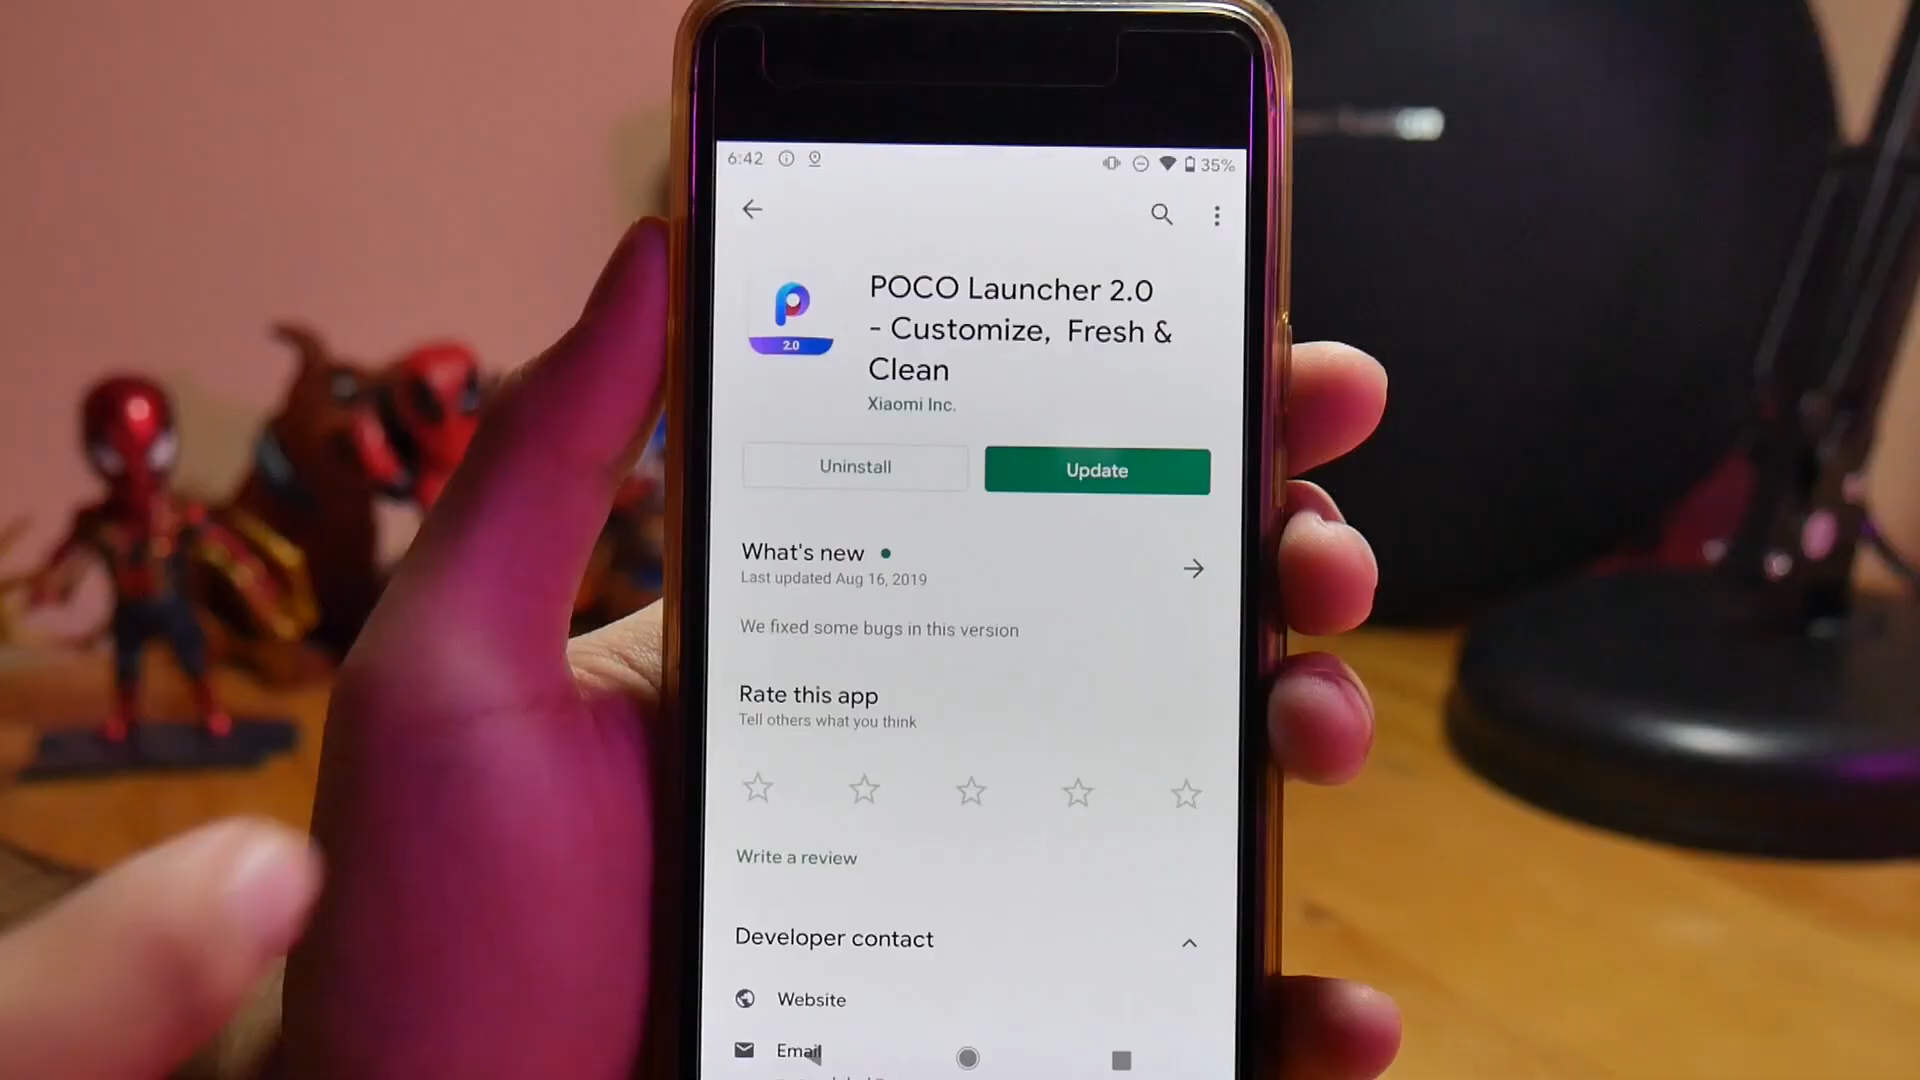 6:42
35%
POCO Launcher 2.0
- Customize, Fresh &
Clean
2.0
Xiaomi Inc.
Uninstall
Update
What's new
Last updated Aug 16, 2019
We fixed some bugs in this version
Rate this app
Tell others what you think
Write a review
Developer contact
Website
Email